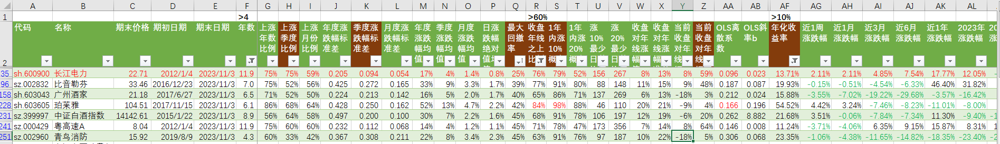 A B C D E F G H I J K L M N O P Q R S T U V W X Y Z AA AB AF AG AH AI AJ AK AL
1 >4 >60% >10%
2 代码 名称 期末价格 期初日期 期末日期 年数 上涨年数比例 上涨季度比例 上涨月份比例 年度涨跌幅标准差 季度涨跌幅标准差 月度涨跌幅标准差 年度涨跌幅均值 季度涨跌幅均值 月度涨跌幅均值 日涨跌幅绝对均值 最大回撤率 收盘年线之上比 1年内涨10%概 1年内涨20%概 涨10%最少日 涨20%最少日 收盘对年线涨幅 收盘对年线涨幅 当前收盘对年线 当前收盘对年线 OLS离散系数 OLS斜率b 年化收益率 近1周涨跌幅 近1月涨跌幅 近3月涨跌幅 近6月涨跌幅 近1年涨跌幅 2023年涨跌幅
35 sh.600900 长江电力 22.71 2012/1/4 2023/11/3 11.9 75% 75% 59% 0.205 0.094 0.054 17% 4% 1.4% 0.8% 25% 76% 79% 52% 156 267 8% 13% 8% 59% 0.096 0.023 13.71% 2.11% 2.11% 4.85% 7.54% 17.77% 12.05%
96 sz.002832 比音勒芬 33.46 2016/12/23 2023/11/3 7.0 75% 52% 56% 0.425 0.272 0.165 33% 9% 3.3% 1.7% 39% 77% 91% 80% 88 148 11% 15% 9% 48% 0.187 0.087 19.93% -0.15% -0.51% -4.54% -6.33% 46.40% 31.82%
158 sh.603043 广州酒家 21.18 2017/6/27 2023/11/3 6.5 71% 52% 50% 0.224 0.213 0.142 16% 5% 2.0% 1.7% 40% 65% 86% 71% 137 269 6% 13% -18% 3% 0.212 0.024 15.88% -3.55% -7.02% -19.22% -29.68% -3.57% -16.42%
228 sh.603605 珀莱雅 104.51 2017/11/15 2023/11/3 6.1 86% 68% 64% 0.428 0.250 0.162 52% 13% 4.7% 2.2% 42% 84% 98% 88% 46 110 20% 21% -9% 4% 0.166 0.196 54.52% 4.42% 3.24% -7.46% -8.23% -11.01% -8.00%
231 sz.399997 中证白酒指数 14142.61 2015/1/22 2023/11/3 8.9 56% 64% 58% 0.497 0.200 0.100 30% 7% 2.2% 1.6% 45% 68% 91% 78% 106 197 12% 19% -6% 20% 0.262 8.882 21.68% 3.51% -0.06% -7.84% -7.34% 11.30% -9.40%
241 sz.000429 粤高速A 8.04 2012/1/4 2023/11/3 11.9 75% 60% 60% 0.232 0.112 0.068 14% 4% 1.2% 1.1% 45% 71% 78% 47% 173 356 7% 14% 8% 64% 0.146 0.008 11.24% -3.71% -4.06% 6.35% 9.15% 15.87% 8.31%
251 sz.002960 青鸟消防 15.92 2019/8/9 2023/11/3 4.3 60% 33% 42% 0.367 0.308 0.211 22% 8% 3.4% 2.3% 45% 63% 91% 76% 97 187 10% 22% -18% 5% 0.306 0.068 23.35% -1.06% -4.38% -11.65% -14.82% -18.35% -23.40%